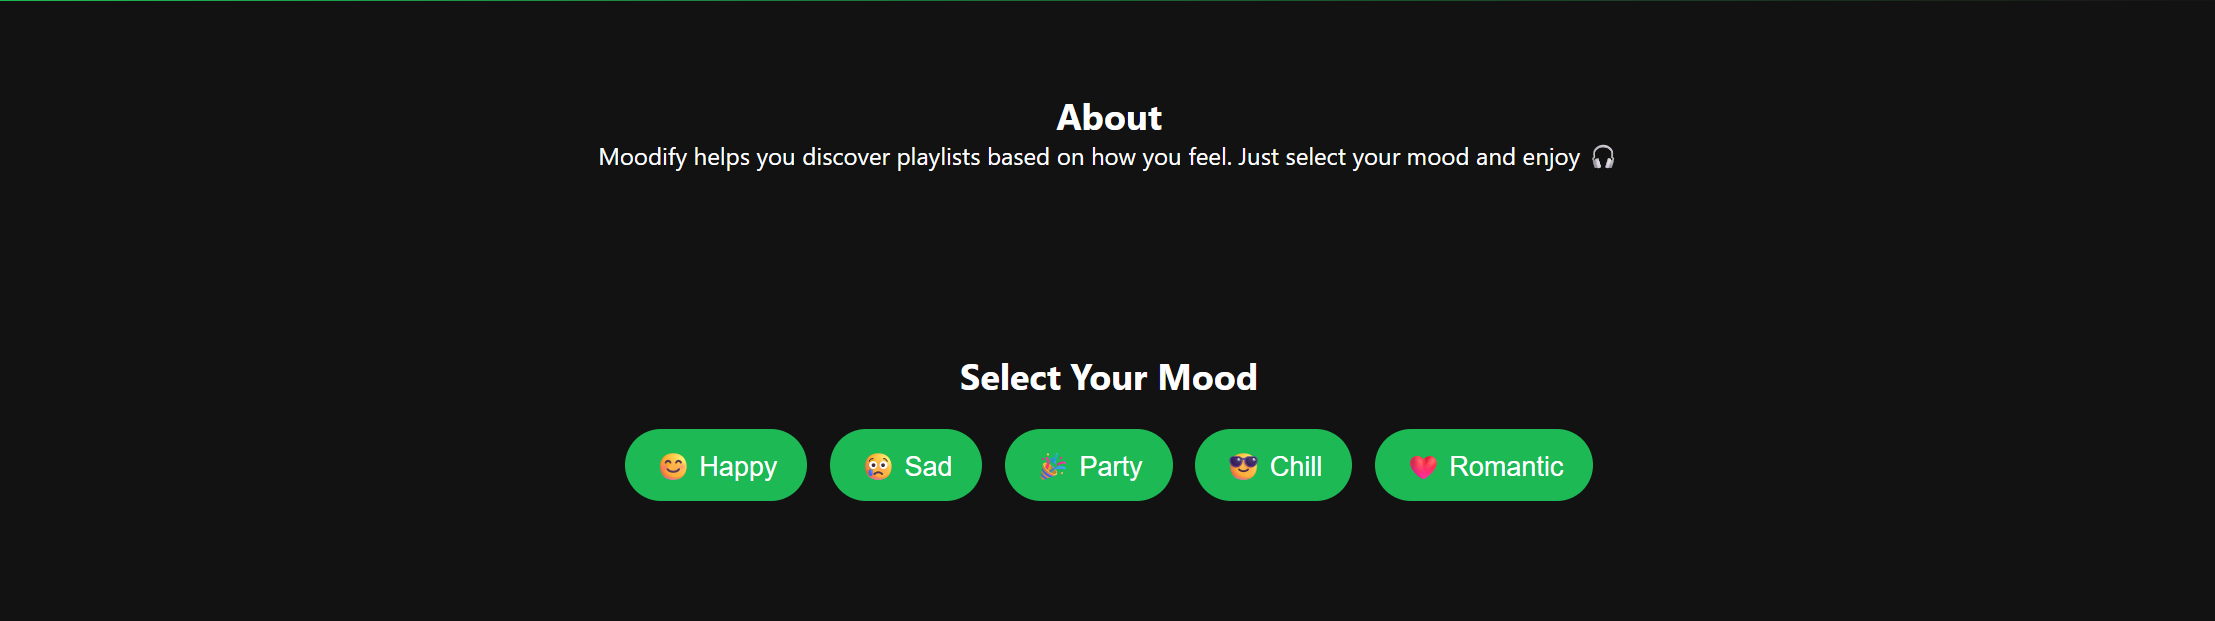 About
Moodify helps you discover playlists based on how you feel. Just select your mood and enjoy 🎧
Select Your Mood
😊 Happy 😢 Sad 🎉 Party 😎 Chill ❤️ Romantic